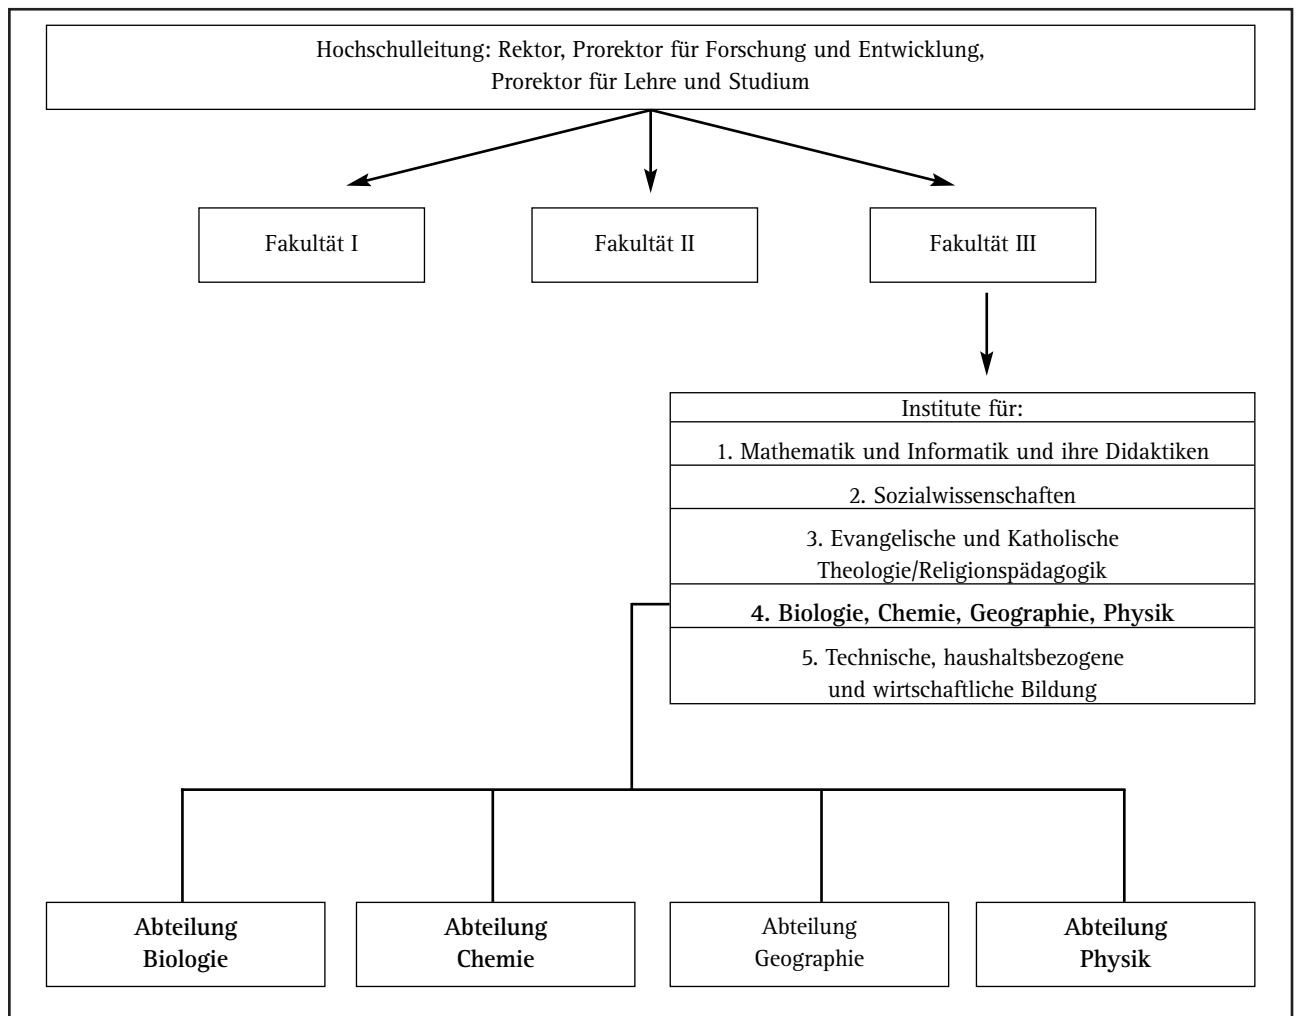 Hochschulleitung: Rektor, Prorektor für Forschung und Entwicklung,
Prorektor für Lehre und Studium
Fakultät I
Fakultät II
Fakultät III
Institute für:
1. Mathematik und Informatik und ihre Didaktiken
2. Sozialwissenschaften
3. Evangelische und Katholische
Theologie/Religionspädagogik
4. Biologie, Chemie, Geographie, Physik
5. Technische, haushaltsbezogene
und wirtschaftliche Bildung
Abteilung
Biologie
Abteilung
Chemie
Abteilung
Geographie
Abteilung
Physik